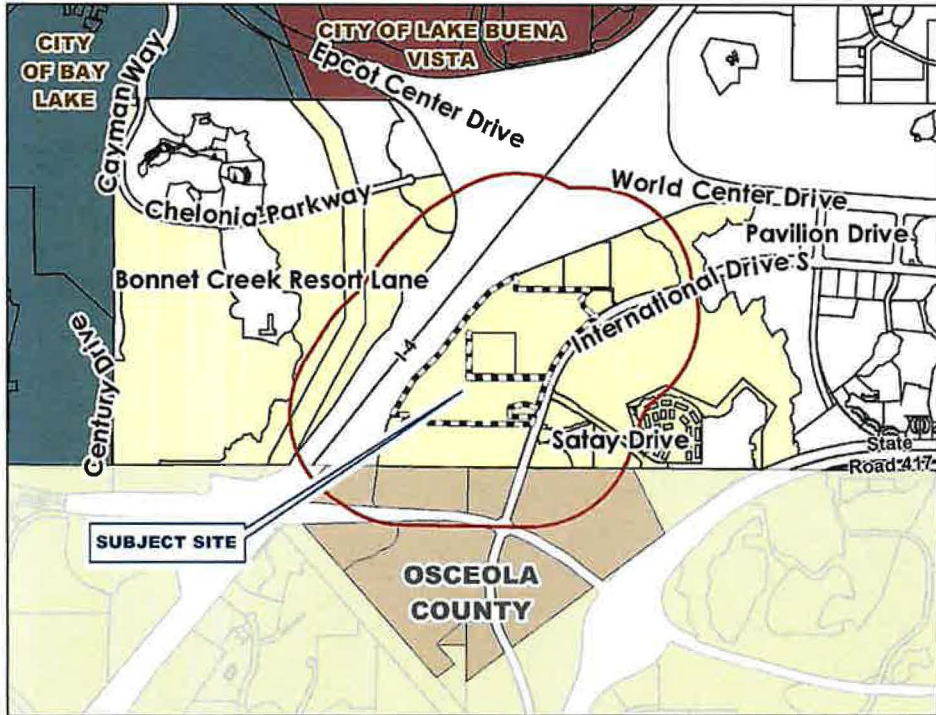 CITY
OF BAY
LAKE
CITY OF LAKE BUENA
VISTA
Epcot Center Drive
Cayman Way
World Center Drive
Chelonia Parkway
Pavilion Drive
Bonnet Creek Resort Lane
International Drive S
I-4
Century Drive
Satay Drive
State
Road 417
SUBJECT SITE
OSCEOLA
COUNTY